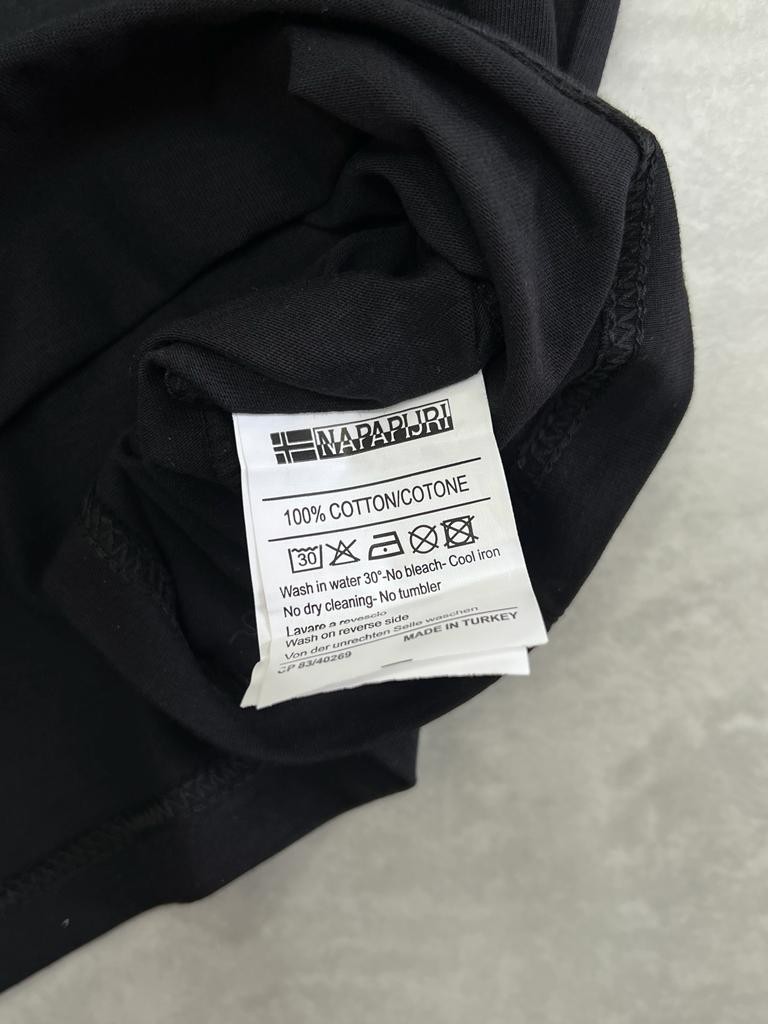 NAPAPIJRI
100% COTTON/COTONE
30
Wash in water 30°-No bleach- Cool iron
No dry cleaning- No tumbler
Lavare a rovescio
Wash on reverse side
Von der unrechten Seile waschen
MADE IN TURKEY
CP 83/40269